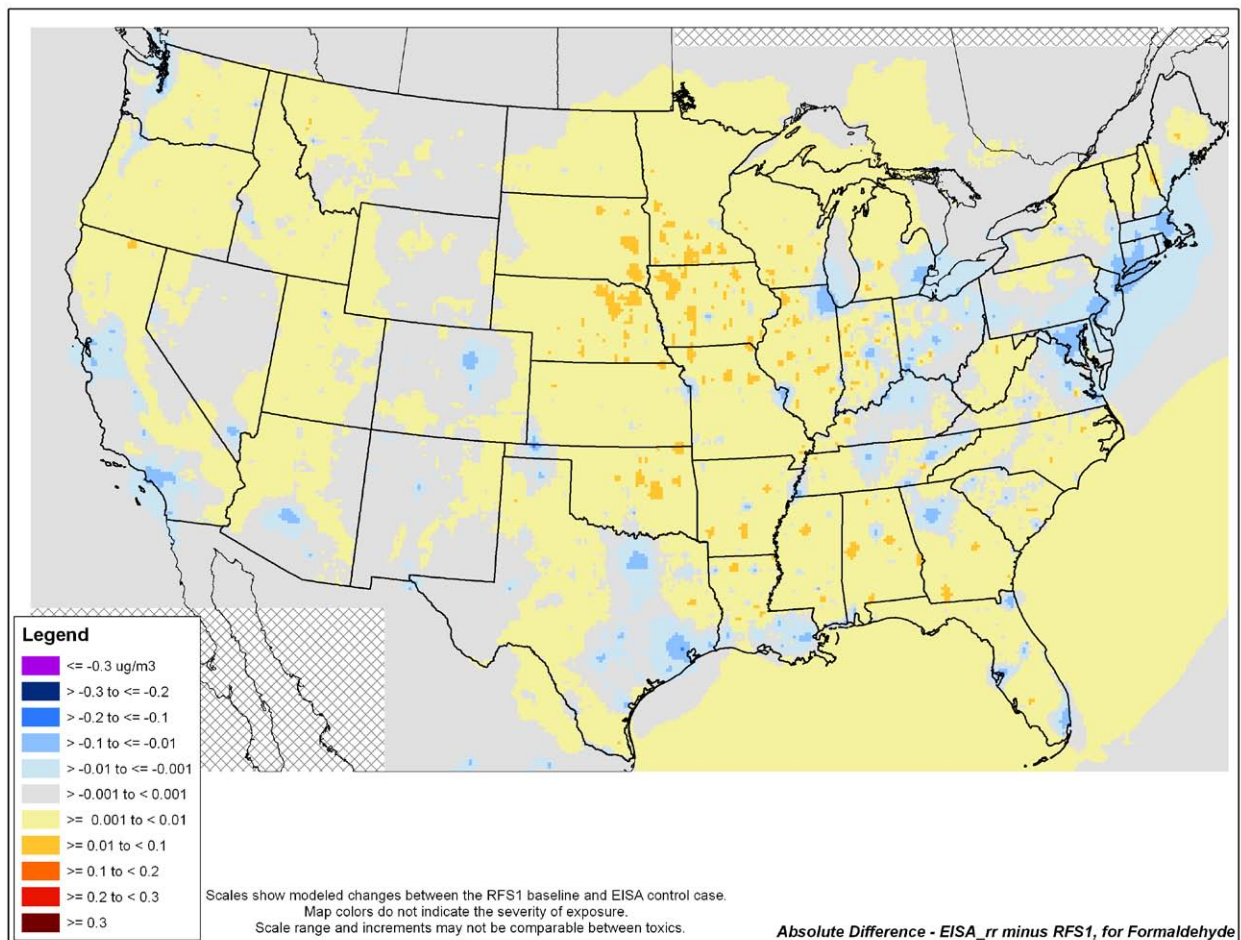 Legend
<= -0.3 ug/m3
> -0.3 to <= -0.2
> -0.2 to <= -0.1
> -0.1 to <= -0.01
> -0.01 to <= -0.001
> -0.001 to < 0.001
>= 0.001 to < 0.01
>= 0.01 to < 0.1
>= 0.1 to < 0.2
>= 0.2 to < 0.3
>= 0.3
Scales show modeled changes between the RFS1 baseline and EISA control case.
Map colors do not indicate the severity of exposure.
Scale range and increments may not be comparable between toxics.
Absolute Difference - EISA_rr minus RFS1, for Formaldehyde